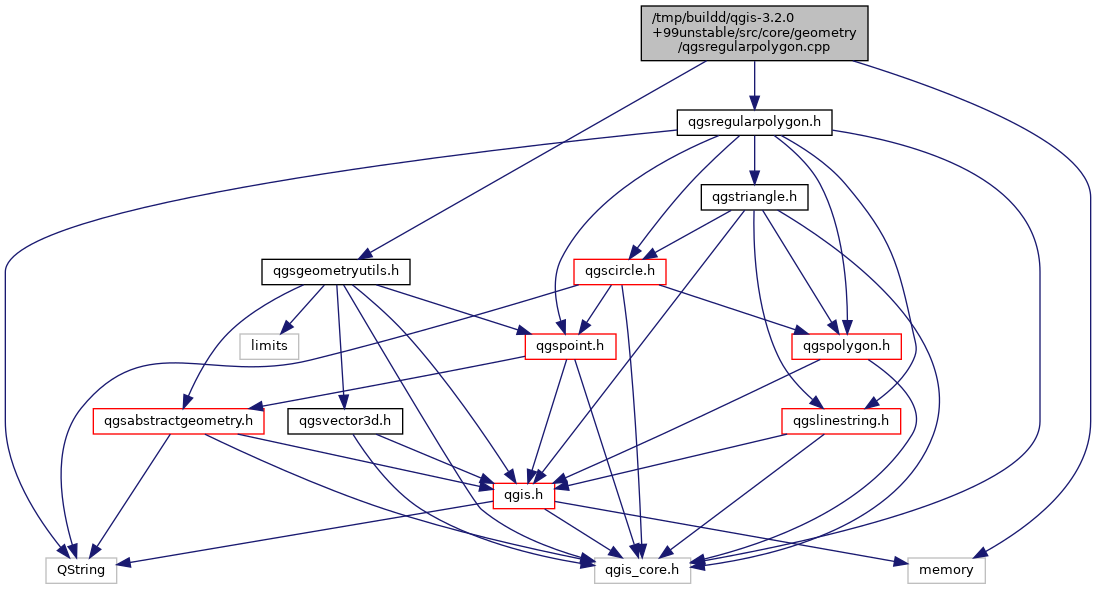 /tmp/buildd/qgis-3.2.0
+99unstable/src/core/geometry
/qgsregularpolygon.cpp
qgsregularpolygon.h
qgstriangle.h
qgsgeometryutils.h
qgscircle.h
limits
qgspoint.h
qgspolygon.h
qgsabstractgeometry.h
qgsvector3d.h
qgslinestring.h
qgis.h
QString
qgis_core.h
memory